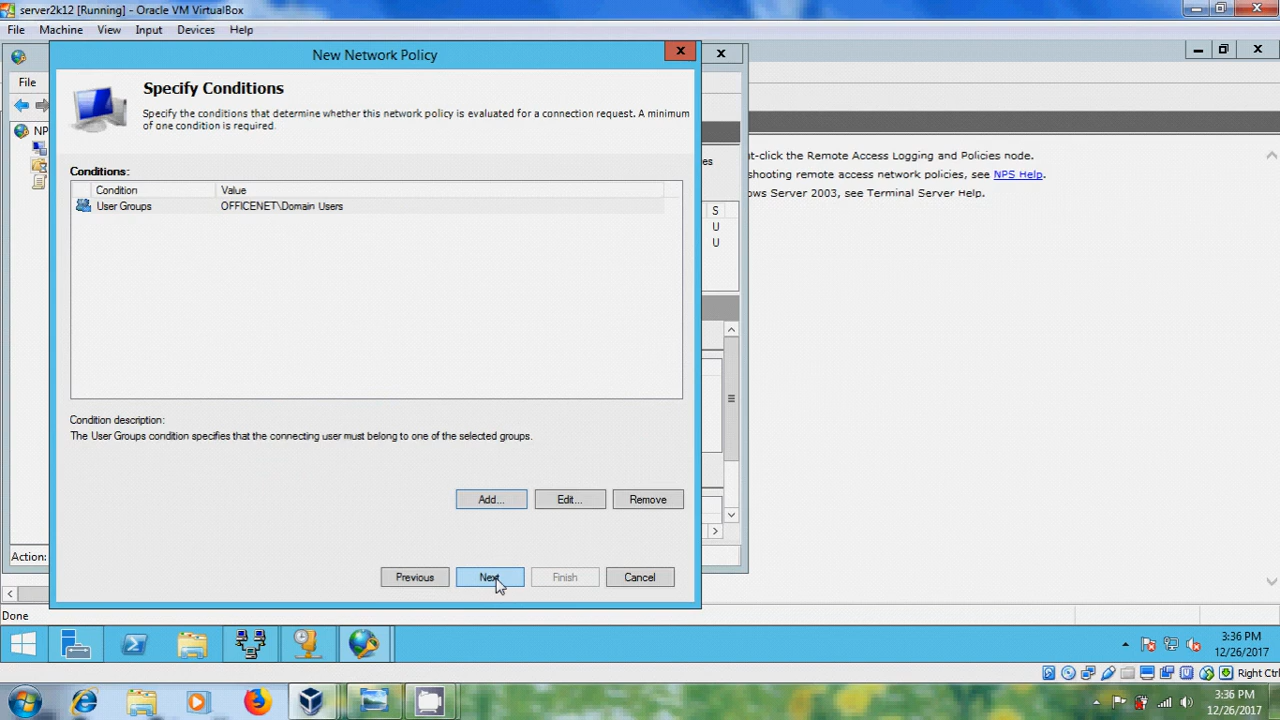 server2k12 [Running] - Oracle VM VirtualBox
File Machine View Input Devices Help
New Network Policy
File
Specify Conditions
Specify the conditions that determine whether this network policy is evaluated for a connection request. A minimum
of one condition is required.
NP
t-click the Remote Access Logging and Policies node.
es
shooting remote access network policies, see NPS Help.
ows Server 2003, see Terminal Server Help.
Conditions:
Condition Value
User Groups OFFICENET\Domain Users
S
U
U
Condition description:
The User Groups condition specifies that the connecting user must belong to one of the selected groups.
Add... Edit... Remove
Action:
Previous Next Finish Cancel
Done
3:36 PM
12/26/2017
Right Ctrl
3:36 PM
12/26/2017